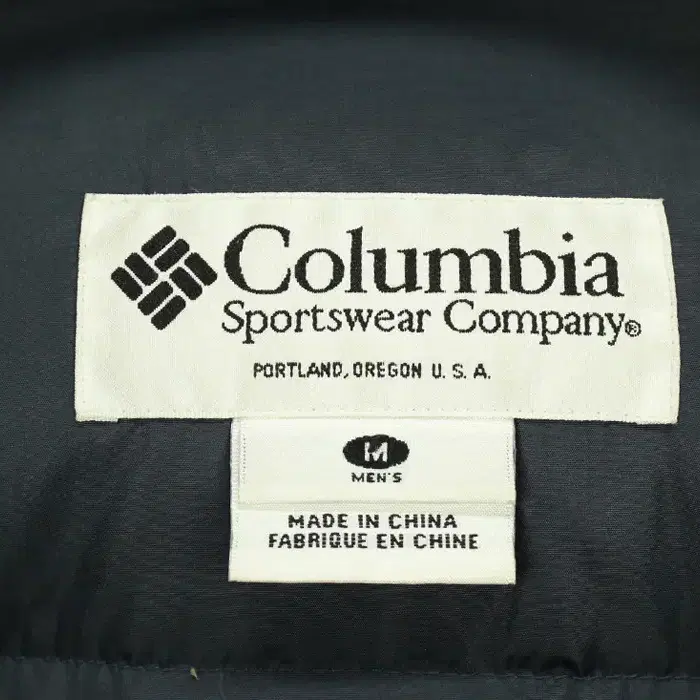 Columbia
Sportswear Company®
PORTLAND, OREGON U. S. A.
M
MEN'S
MADE IN CHINA
FABRIQUE EN CHINE